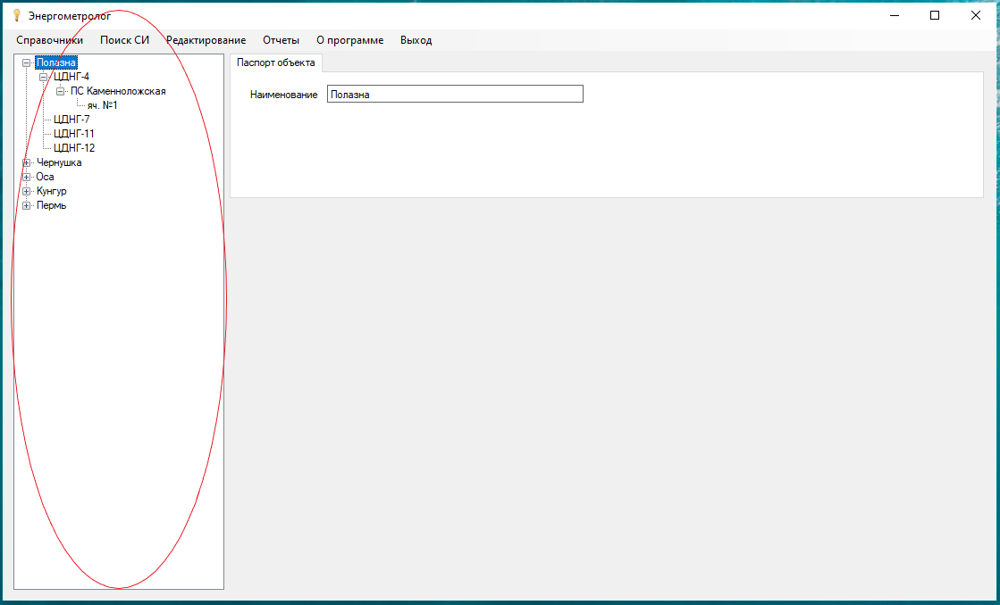 Энергометролог
Справочники Поиск СИ Редактирование Отчеты О программе Выход
Полазна
ЦДНГ-4
ПС Каменноложская
яч. №1
ЦДНГ-7
ЦДНГ-11
ЦДНГ-12
Чернушка
Оса
Кунгур
Пермь
Паспорт объекта
Наименование Полазна